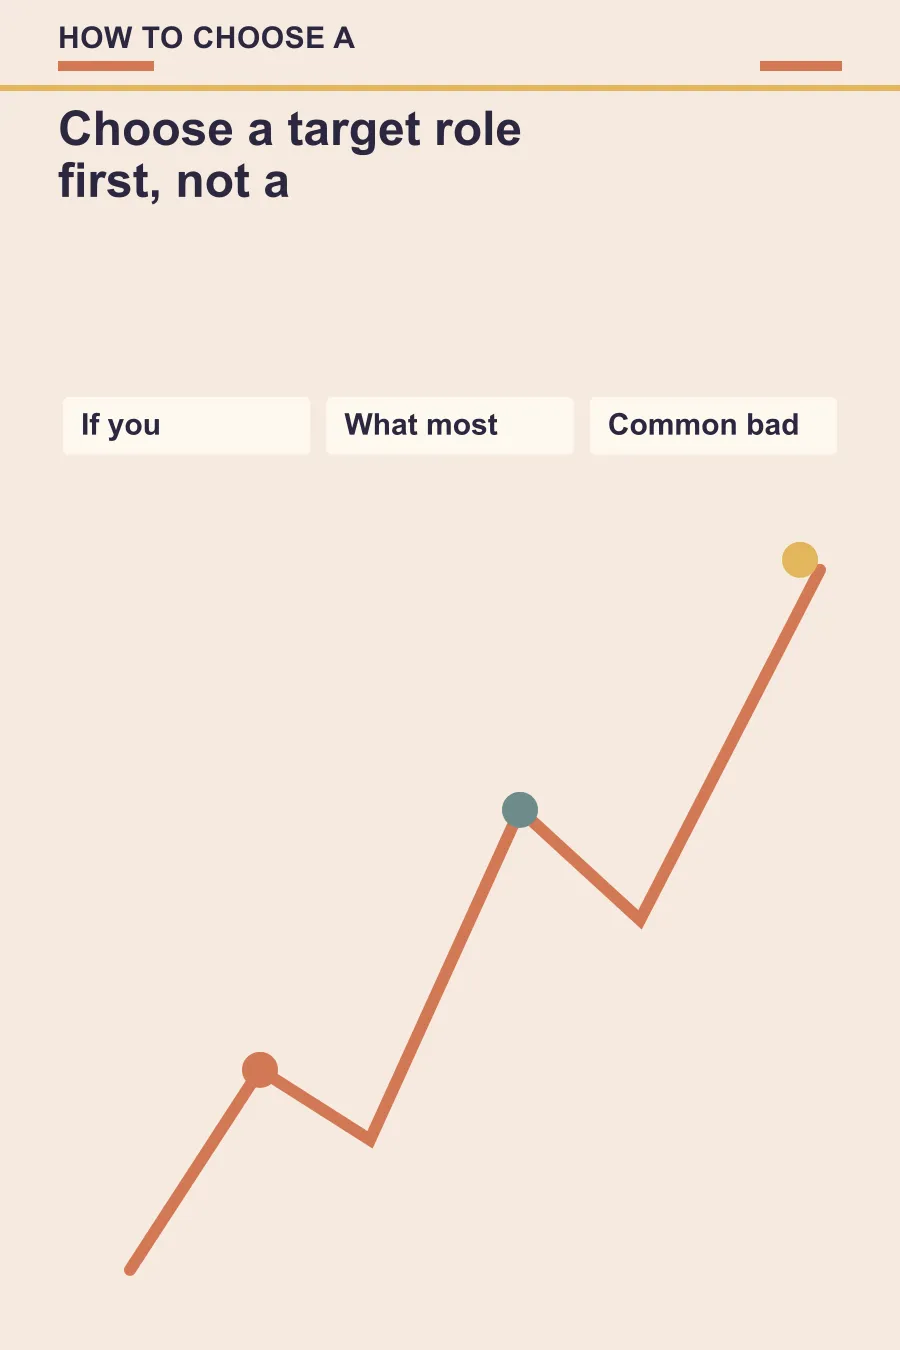 HOW TO CHOOSE A
Choose a target role
first, not a
If you
What most
Common bad